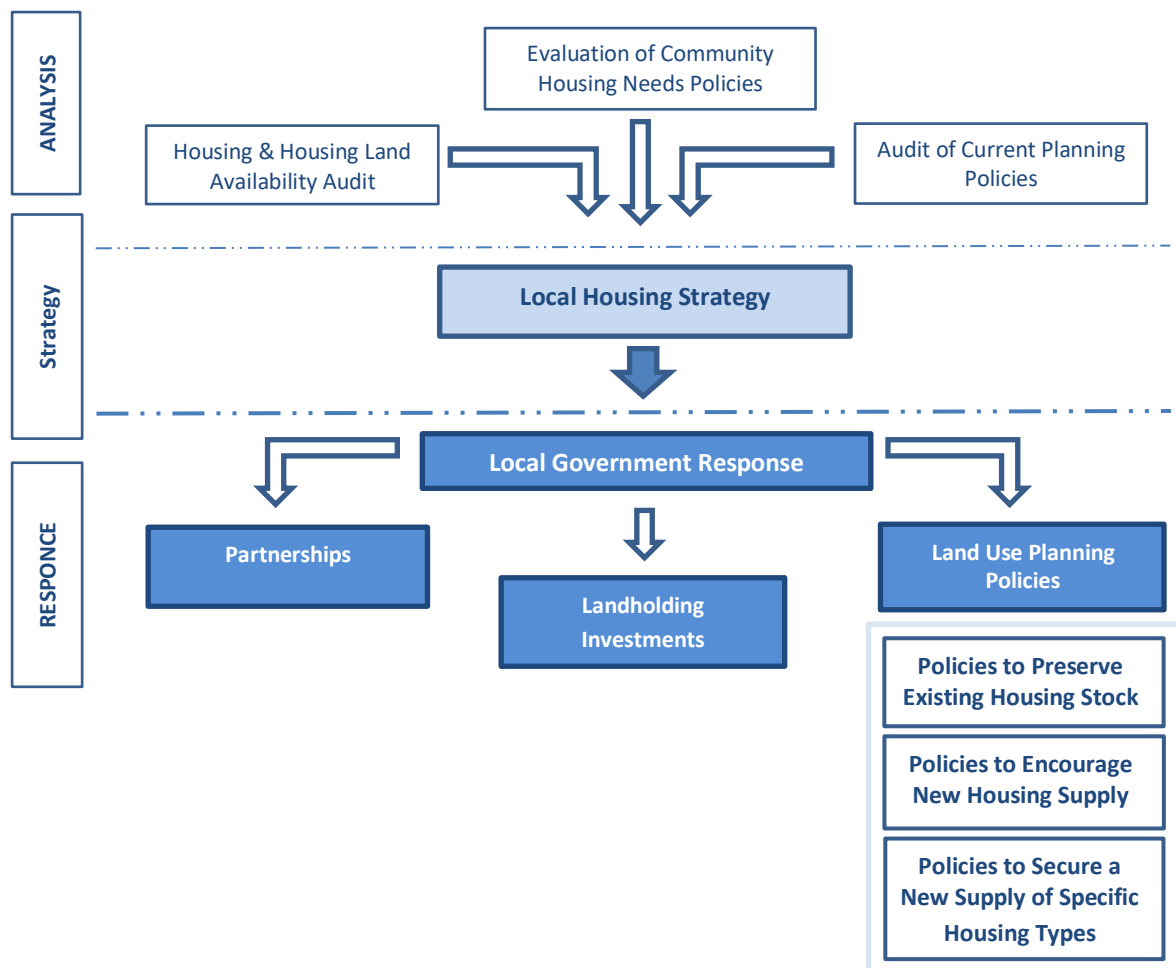 ANALYSIS
Evaluation of Community
Housing Needs Policies
Housing & Housing Land
Availability Audit
Audit of Current Planning
Policies
Strategy
Local Housing Strategy
RESPONCE
Local Government Response
Partnerships
Landholding
Investments
Land Use Planning
Policies
Policies to Preserve
Existing Housing Stock
Policies to Encourage
New Housing Supply
Policies to Secure a
New Supply of Specific
Housing Types